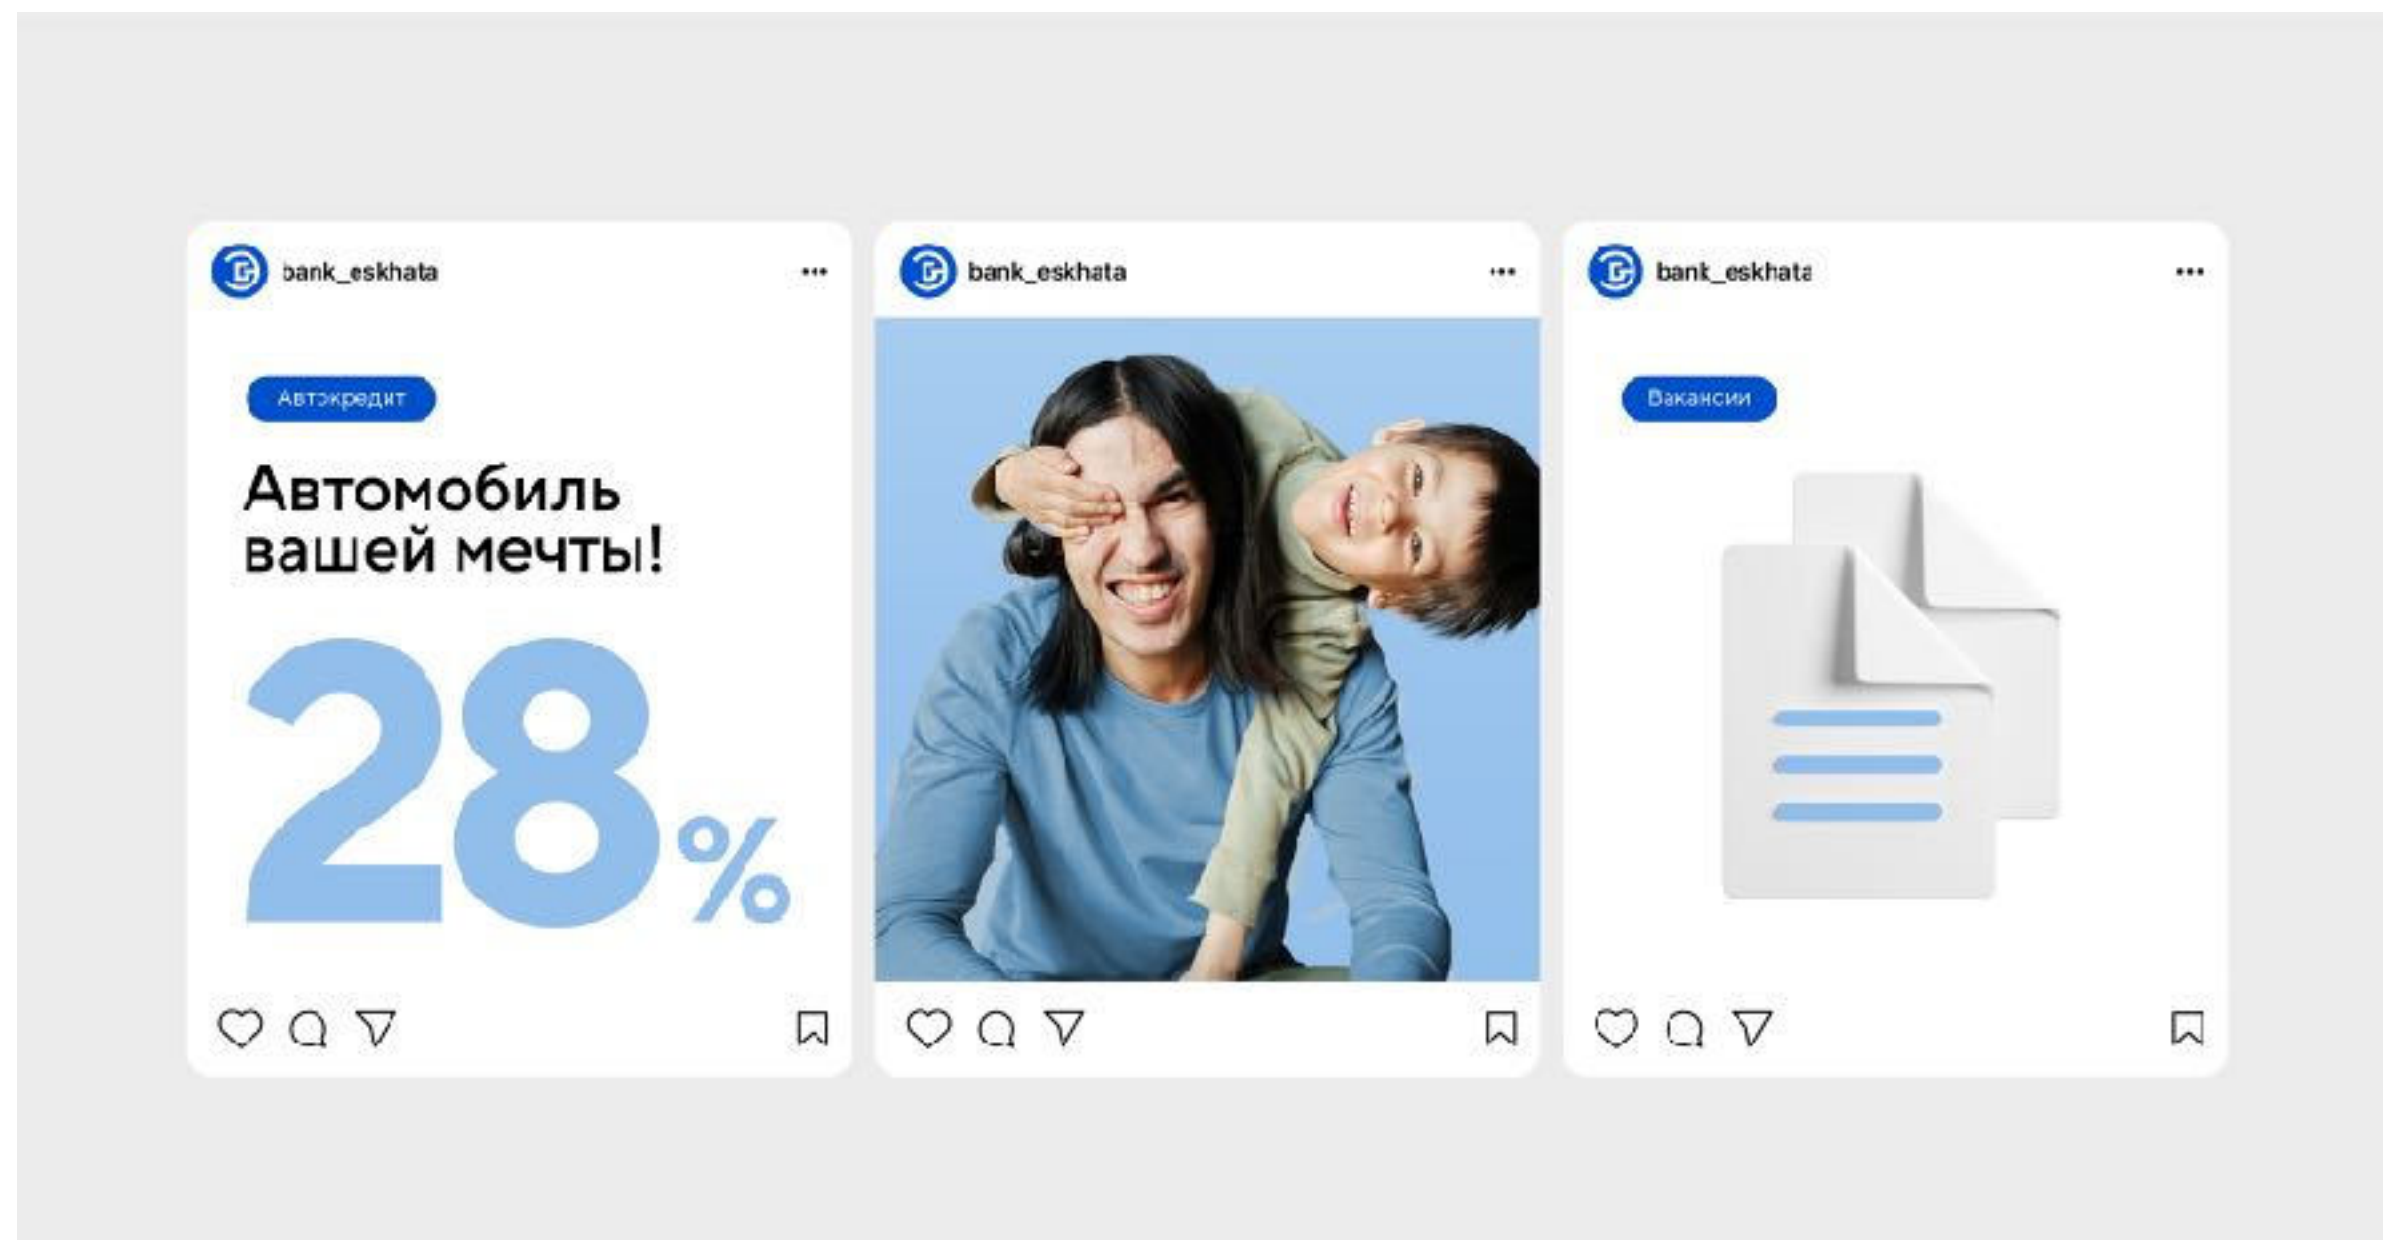 bank_eskhata
Автокредит
Автомобиль
вашей мечты!
28%
bank_eskhata
bank_eskhata
Вакансии